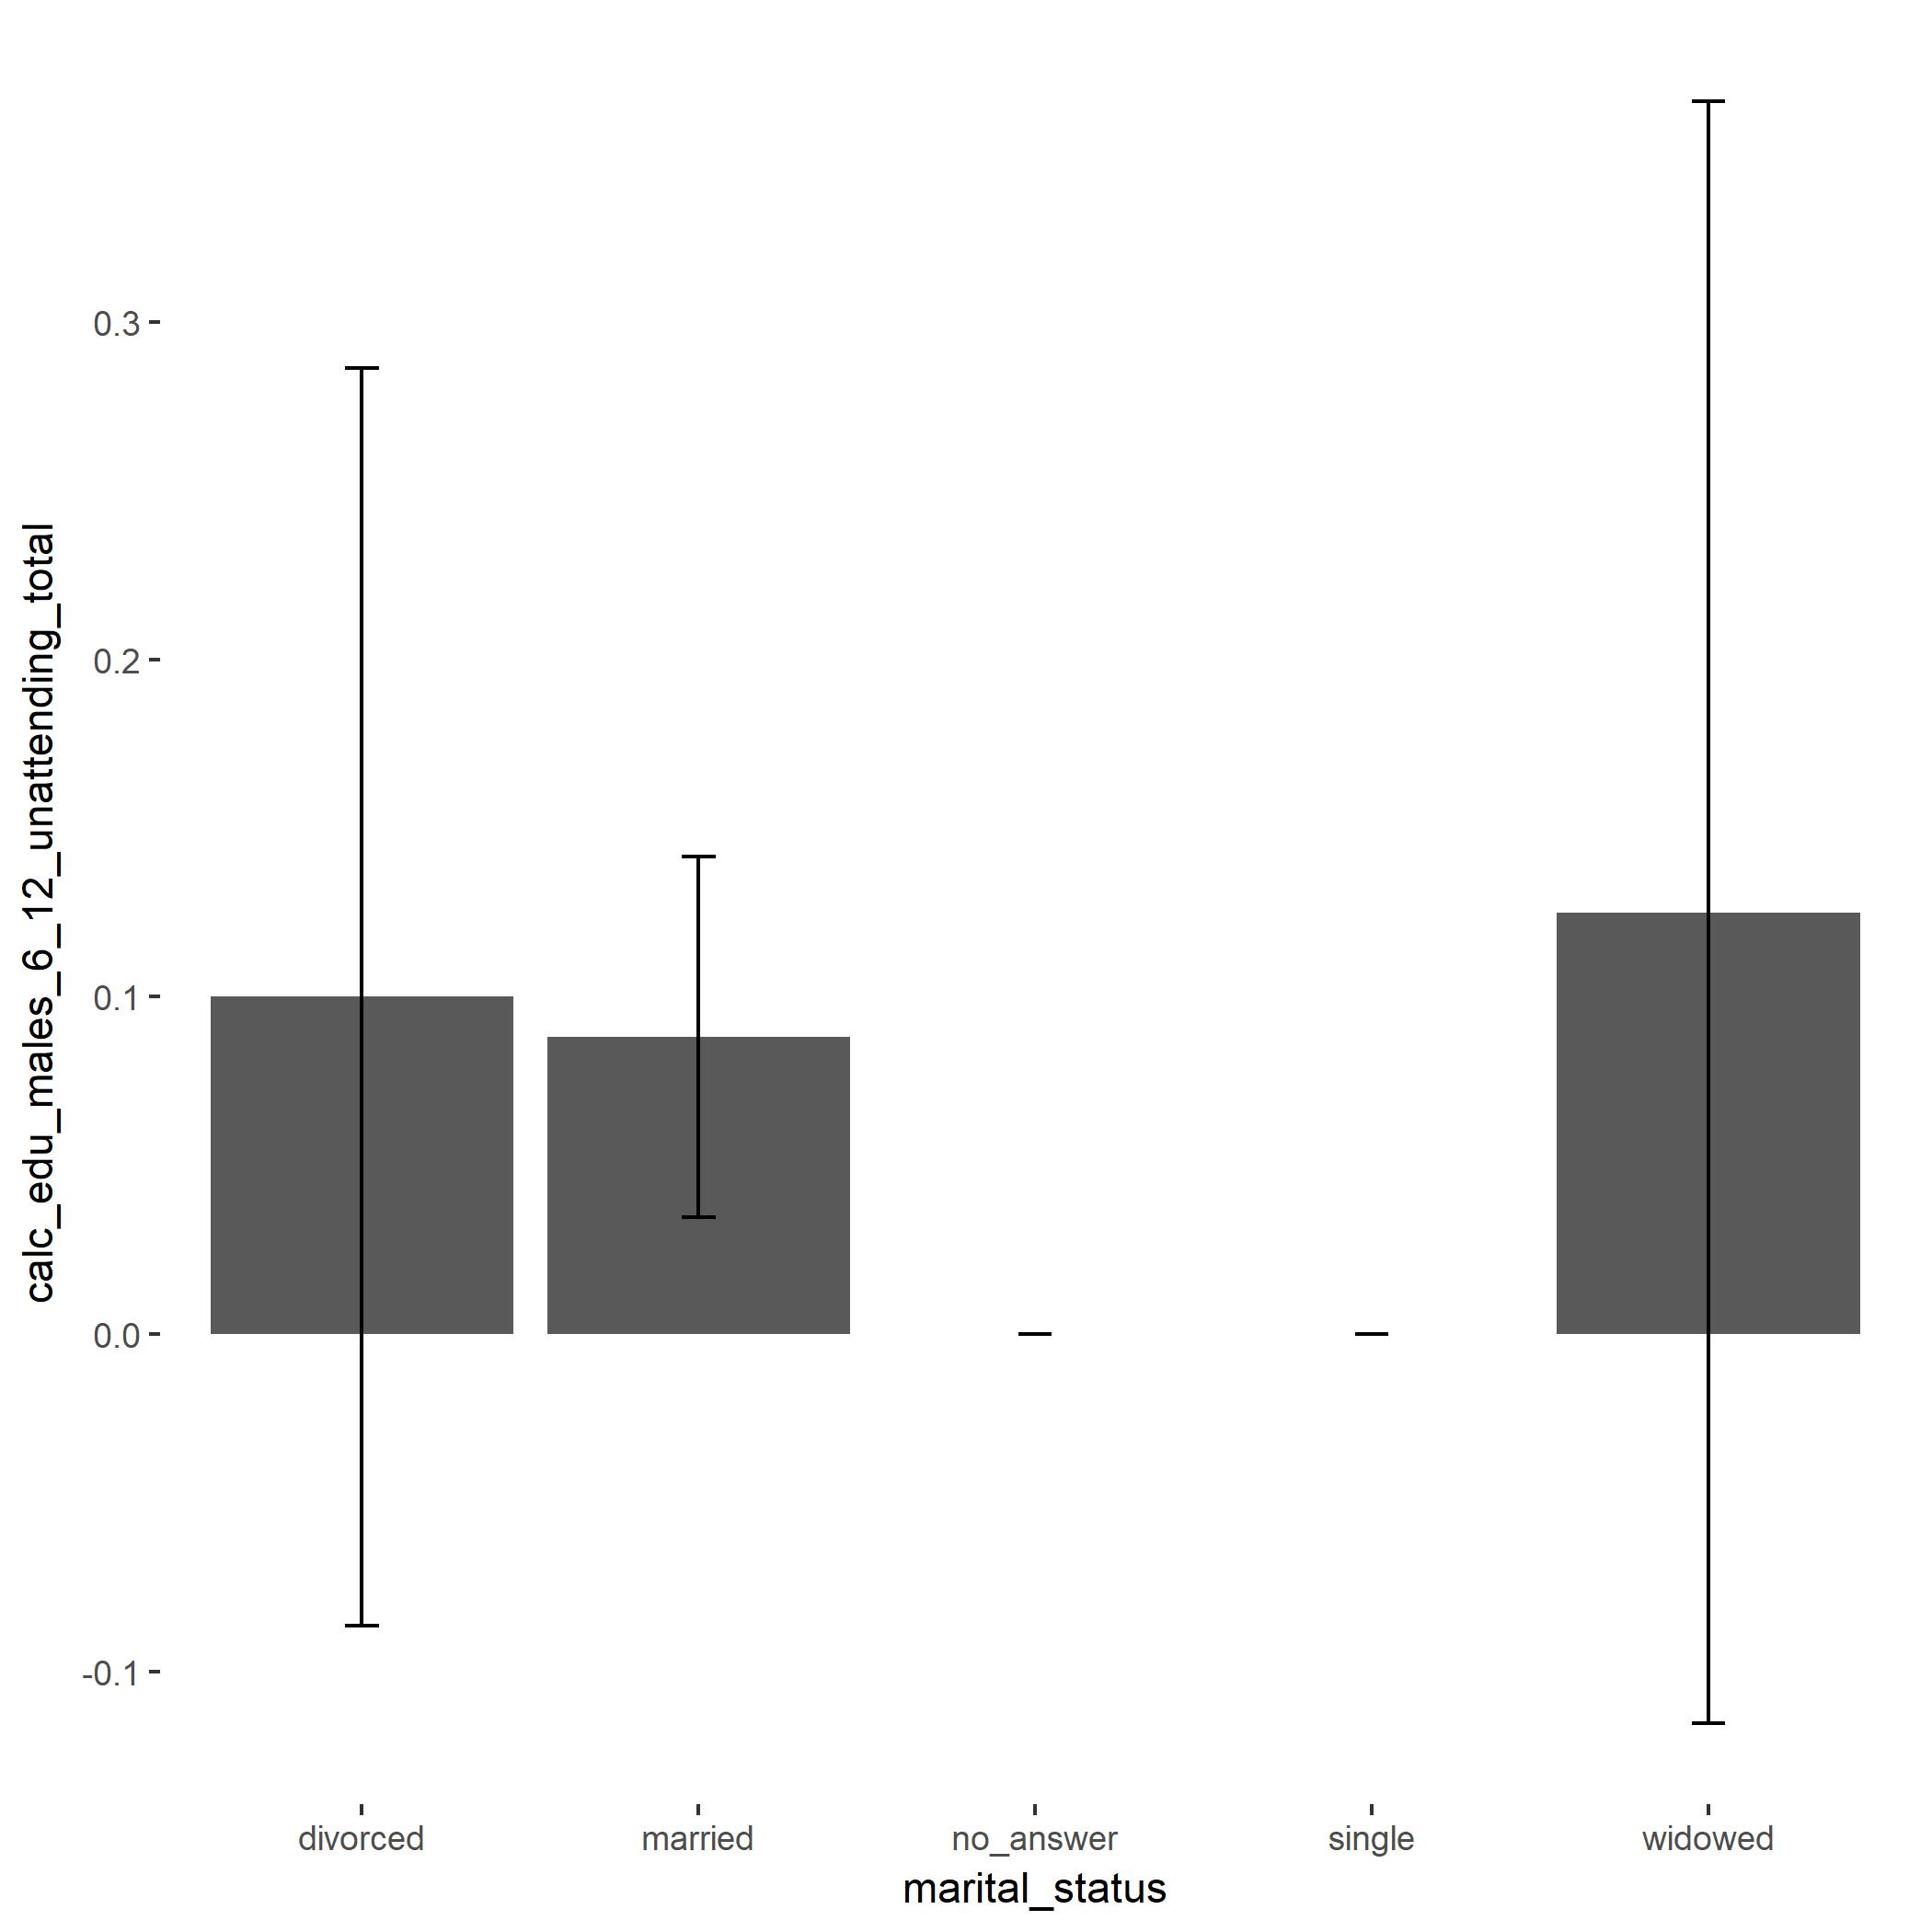 calc_edu_males_6_12_unattending_total
0.3
0.2
0.1
0.0
-0.1
divorced married no_answer single widowed
marital_status